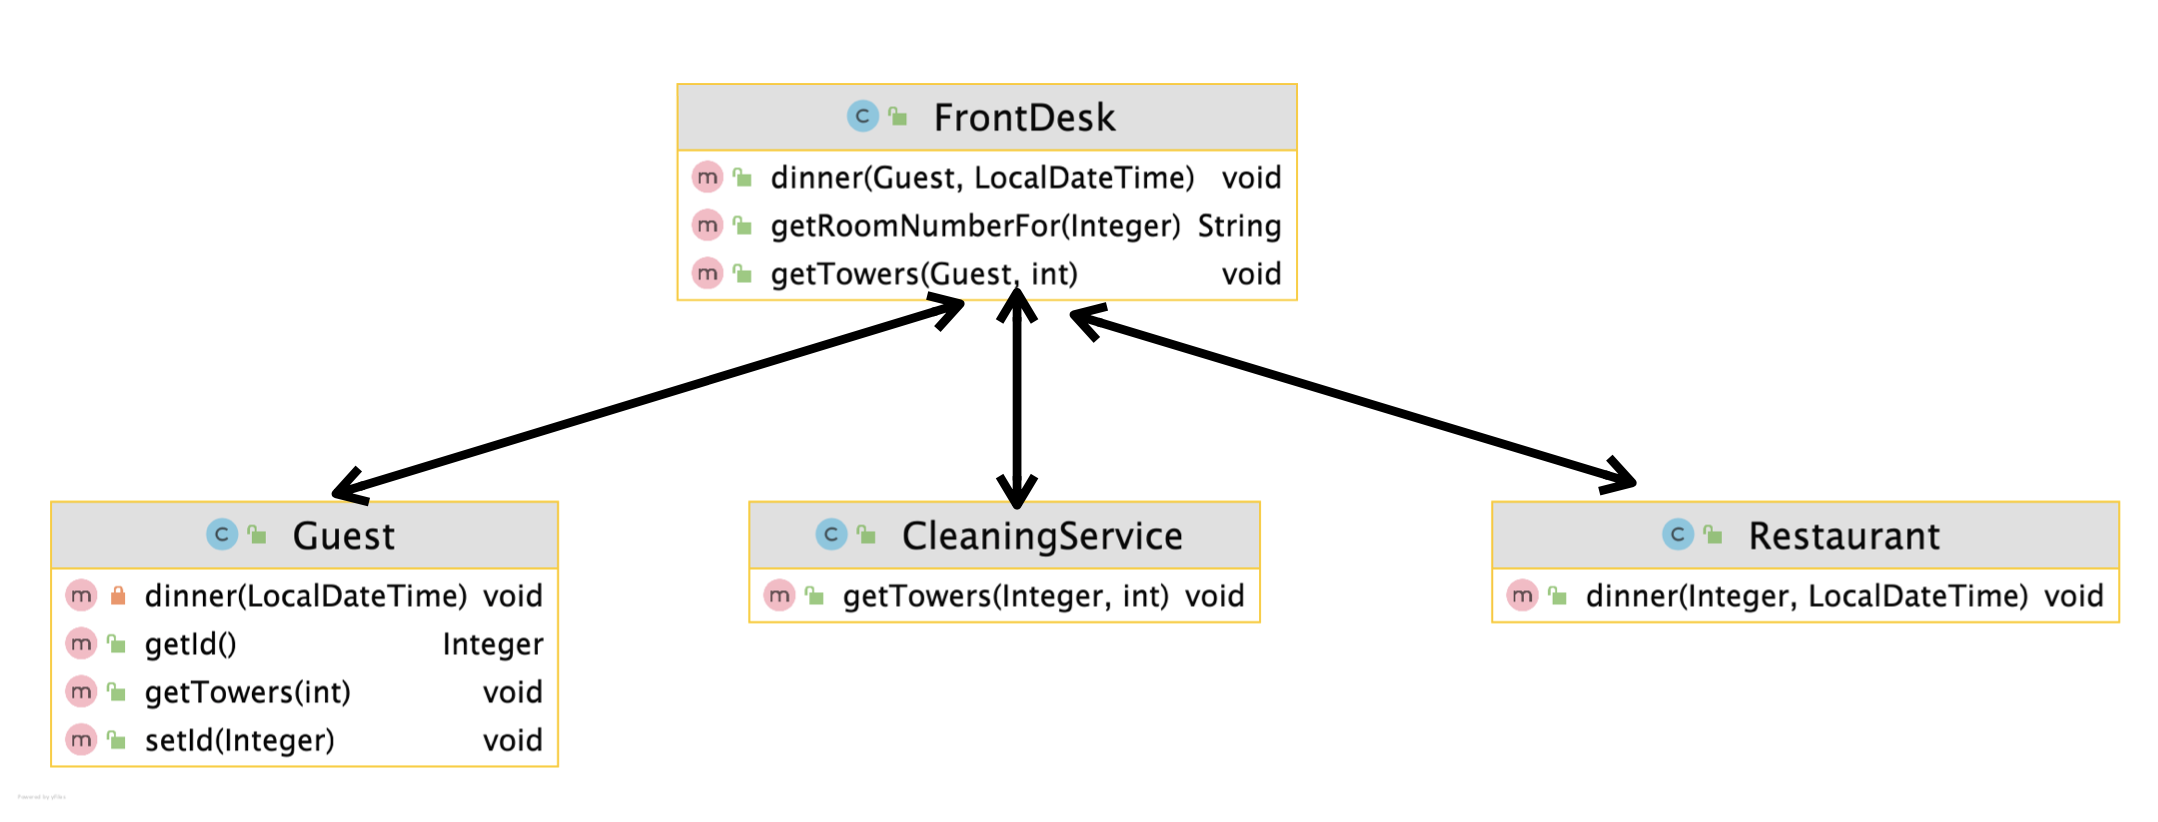 C FrontDesk
m dinner(Guest, LocalDateTime) void
m getRoomNumberFor(Integer) String
m getTowers(Guest, int) void
C Guest
m dinner(LocalDateTime) void
m getId() Integer
m getTowers(int) void
m setId(Integer) void
C CleaningService
m getTowers(Integer, int) void
C Restaurant
m dinner(Integer, LocalDateTime) void
Powered by yFiles